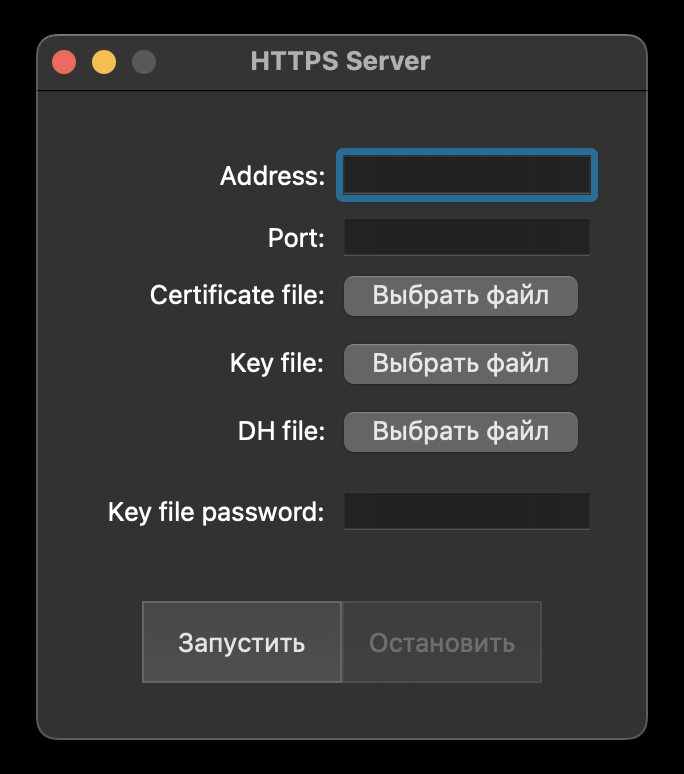 HTTPS Server
Address:
Port:
Certificate file: Выбрать файл
Key file: Выбрать файл
DH file: Выбрать файл
Key file password:
Запустить Остановить